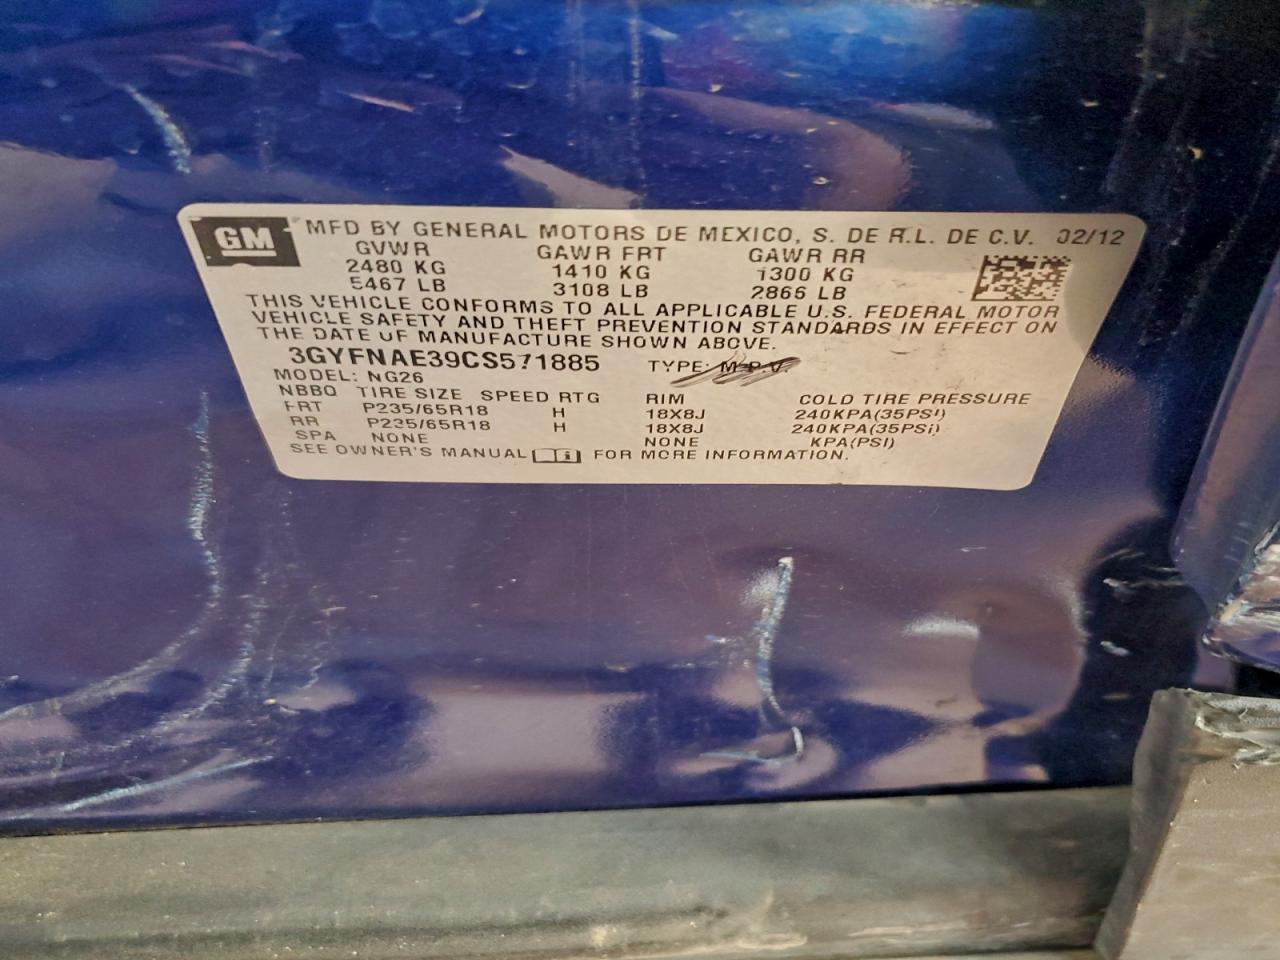 GM MFD BY GENERAL MOTORS DE MEXICO, S. DE R.L. DE C.V. 02/12
GVWR GAWR FRT GAWR RR
2480 KG 1410 KG 1300 KG
5467 LB 3108 LB 2866 LB
THIS VEHICLE CONFORMS TO ALL APPLICABLE U.S. FEDERAL MOTOR
VEHICLE SAFETY AND THEFT PREVENTION STANDARDS IN EFFECT ON
THE DATE OF MANUFACTURE SHOWN ABOVE.
3GYFNAE39CS571885 TYPE: M.P.V.
MODEL: NG26
NBBQ TIRE SIZE SPEED RTG RIM COLD TIRE PRESSURE
FRT P235/65R18 H 18X8J 240KPA(35PSI)
RR P235/65R18 H 18X8J 240KPA(35PSI)
SPA NONE NONE KPA(PSI)
SEE OWNER'S MANUAL i FOR MORE INFORMATION.